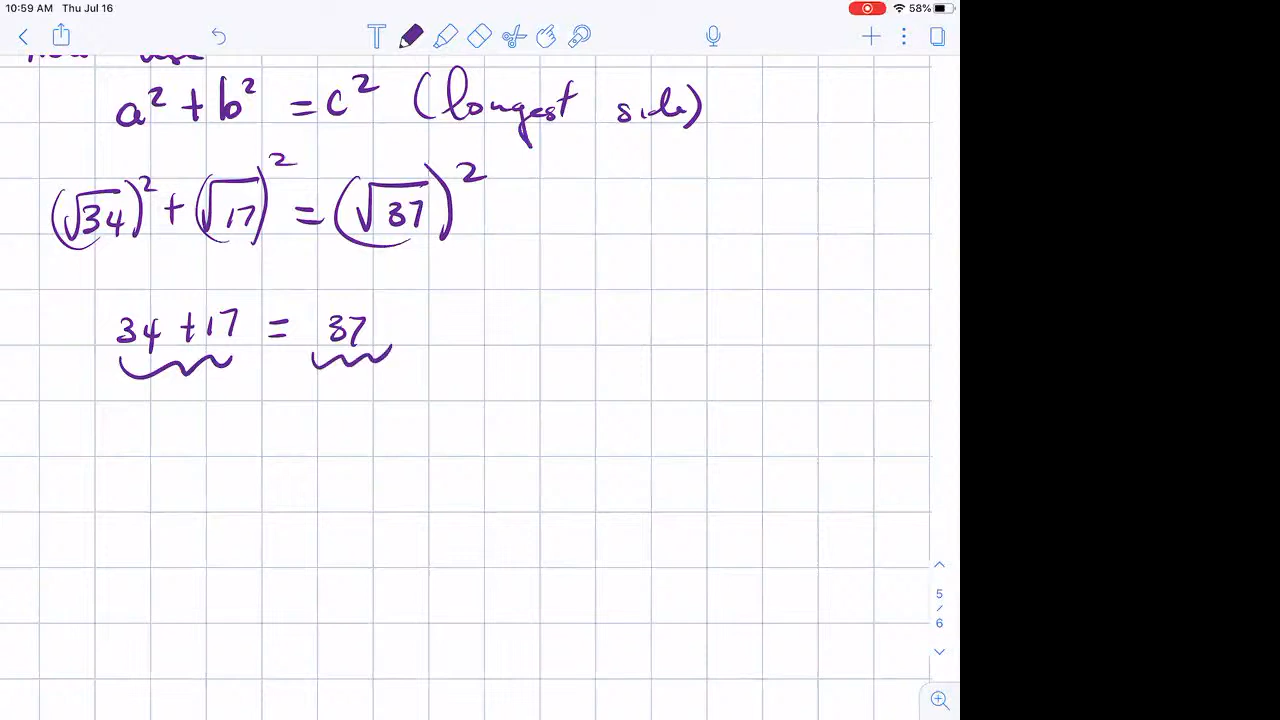 10:59 AM Thu Jul 16
58%
a² + b² = c² (longest side)
(√34)² + (√17)² = (√37)²
34 + 17 = 37
5
/
6